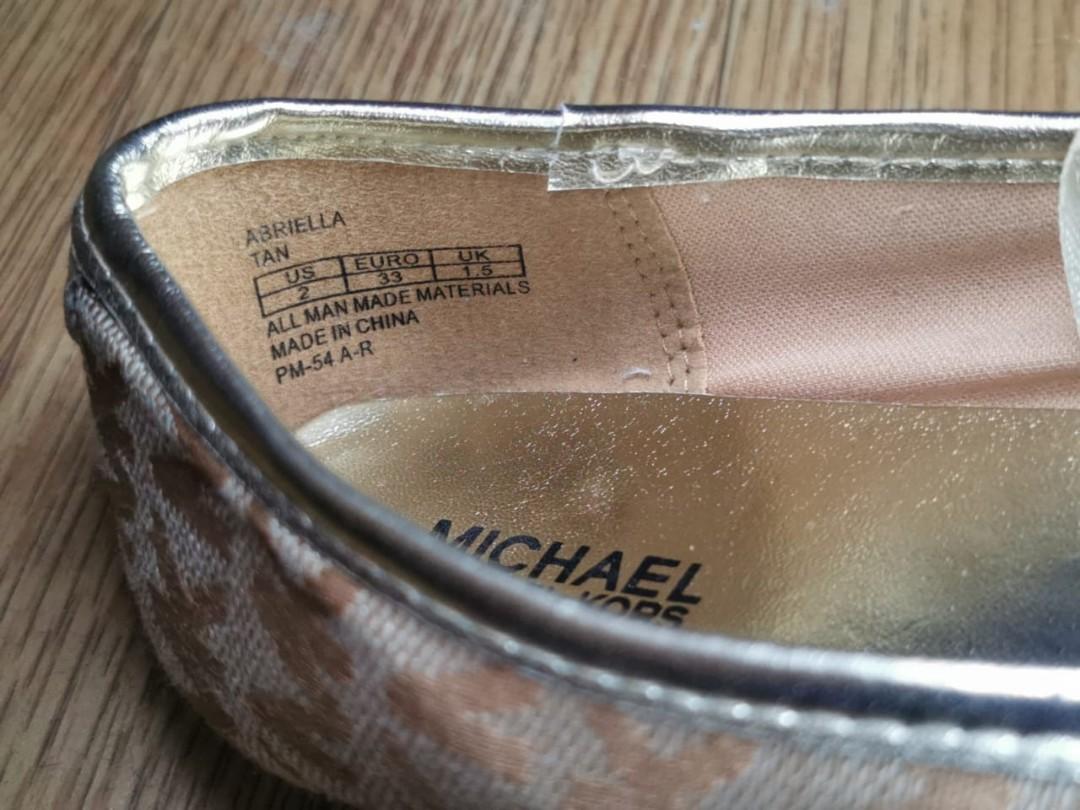 ABRIELLA
TAN
US EURO UK
2 33 1.5
ALL MAN MADE MATERIALS
MADE IN CHINA
PM-54 A-R
MICHAEL
KORS